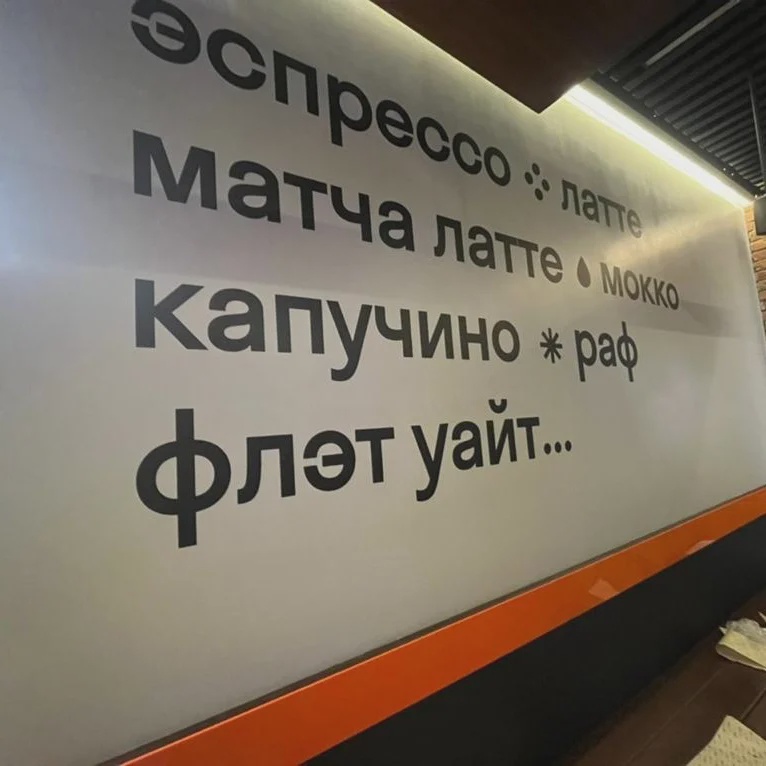 эспрессо ⁘ латте
матча латте 💧 мокко
капучино ✳ раф
флэт уайт...